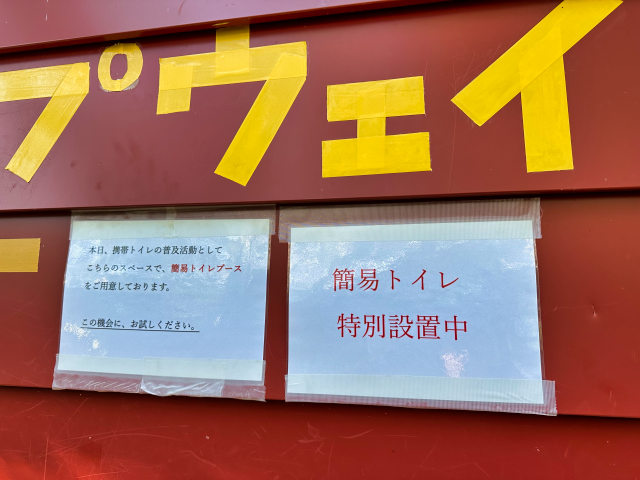 プウェイ
本日、携帯トイレの普及活動として
こちらのスペースで、簡易トイレブース
をご用意しております。
この機会に、お試しください。
簡易トイレ
特別設置中